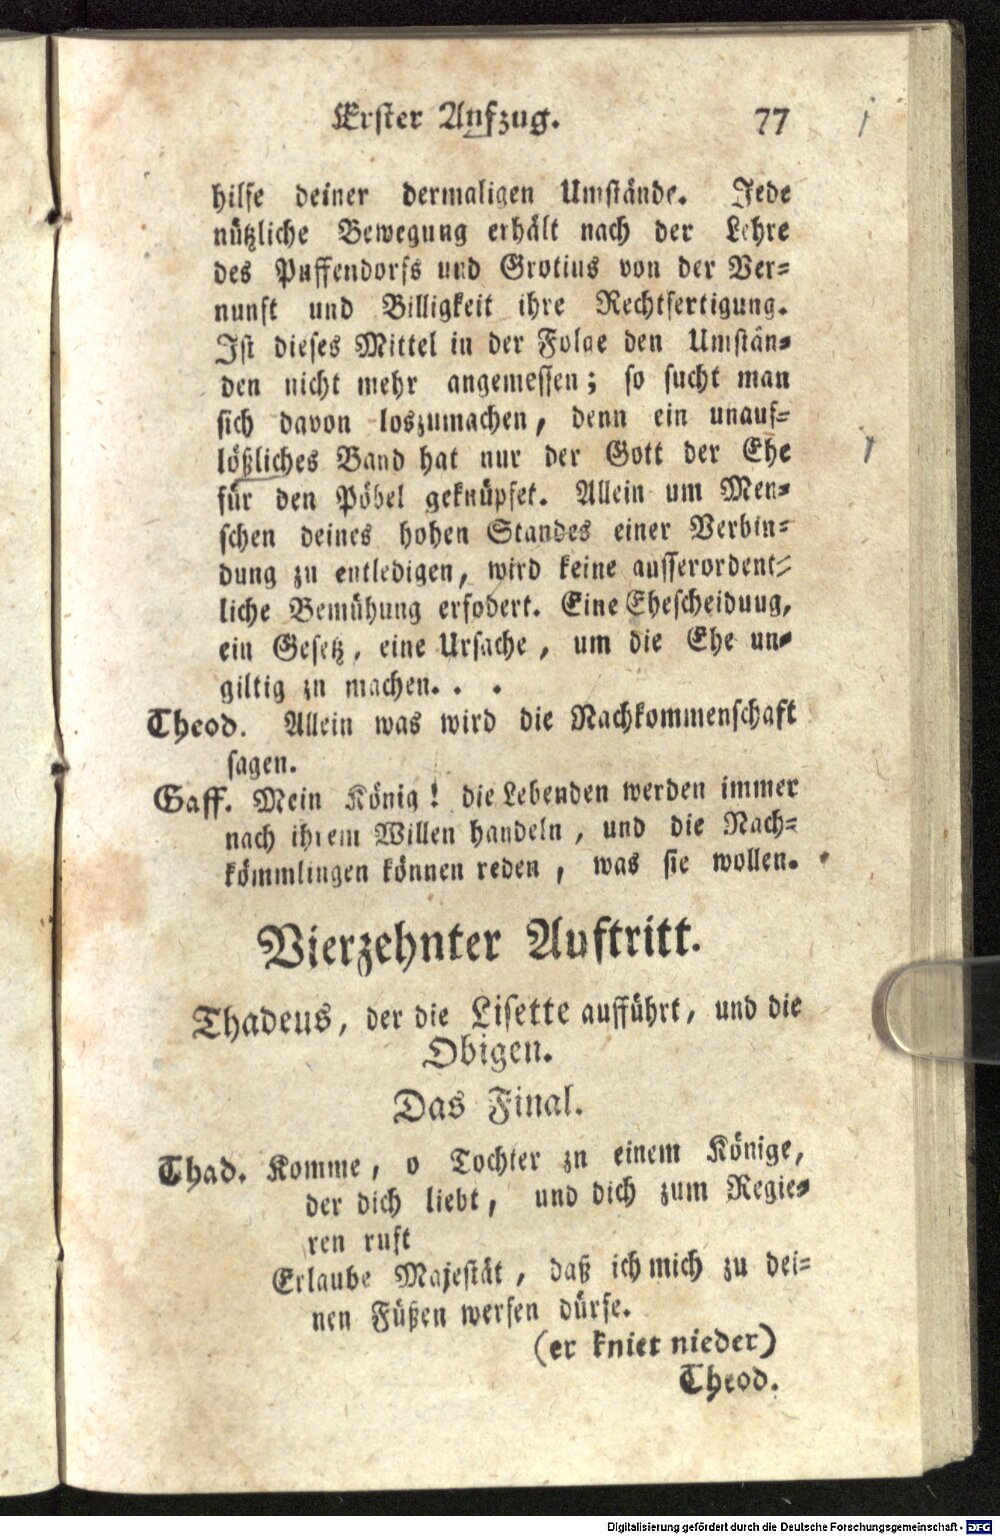 Erster Aufzug. 77
hilfe deiner dermaligen Umstände. Jede
nützliche Bewegung erhält nach der Lehre
des Puffendorfs und Grotius von der Ver-
nunft und Billigkeit ihre Rechtfertigung.
Ist dieses Mittel in der Folge den Umstän-
den nicht mehr angemessen; so sucht man
sich davon loszumachen, denn ein unauf-
lößliches Band hat nur der Gott der Ehe
für den Pöbel geknüpfet. Allein um Men-
schen deines hohen Standes einer Verbin-
dung zu entledigen, wird keine ausserordent-
liche Bemühung erfodert. Eine Ehescheiduug,
ein Gesetz, eine Ursache, um die Ehe un-
giltig zu machen. . .
Theod. Allein was wird die Nachkommenschaft
sagen.
Gaff. Mein König! die Lebenden werden immer
nach ihrem Willen handeln, und die Nach-
kömmlingen können reden, was sie wollen.
Vierzehnter Auftritt.
Thadeus, der die Lisette aufführt, und die
Obigen.
Das Final.
Thad. Komme, o Tochter zu einem Könige,
der dich liebt, und dich zum Regie-
ren ruft
Erlaube Majestät, daß ich mich zu dei-
nen Füßen werfen dürfe.
(er kniet nieder)
Theod.
Digitalisierung gefördert durch die Deutsche Forschungsgemeinschaft - DFG